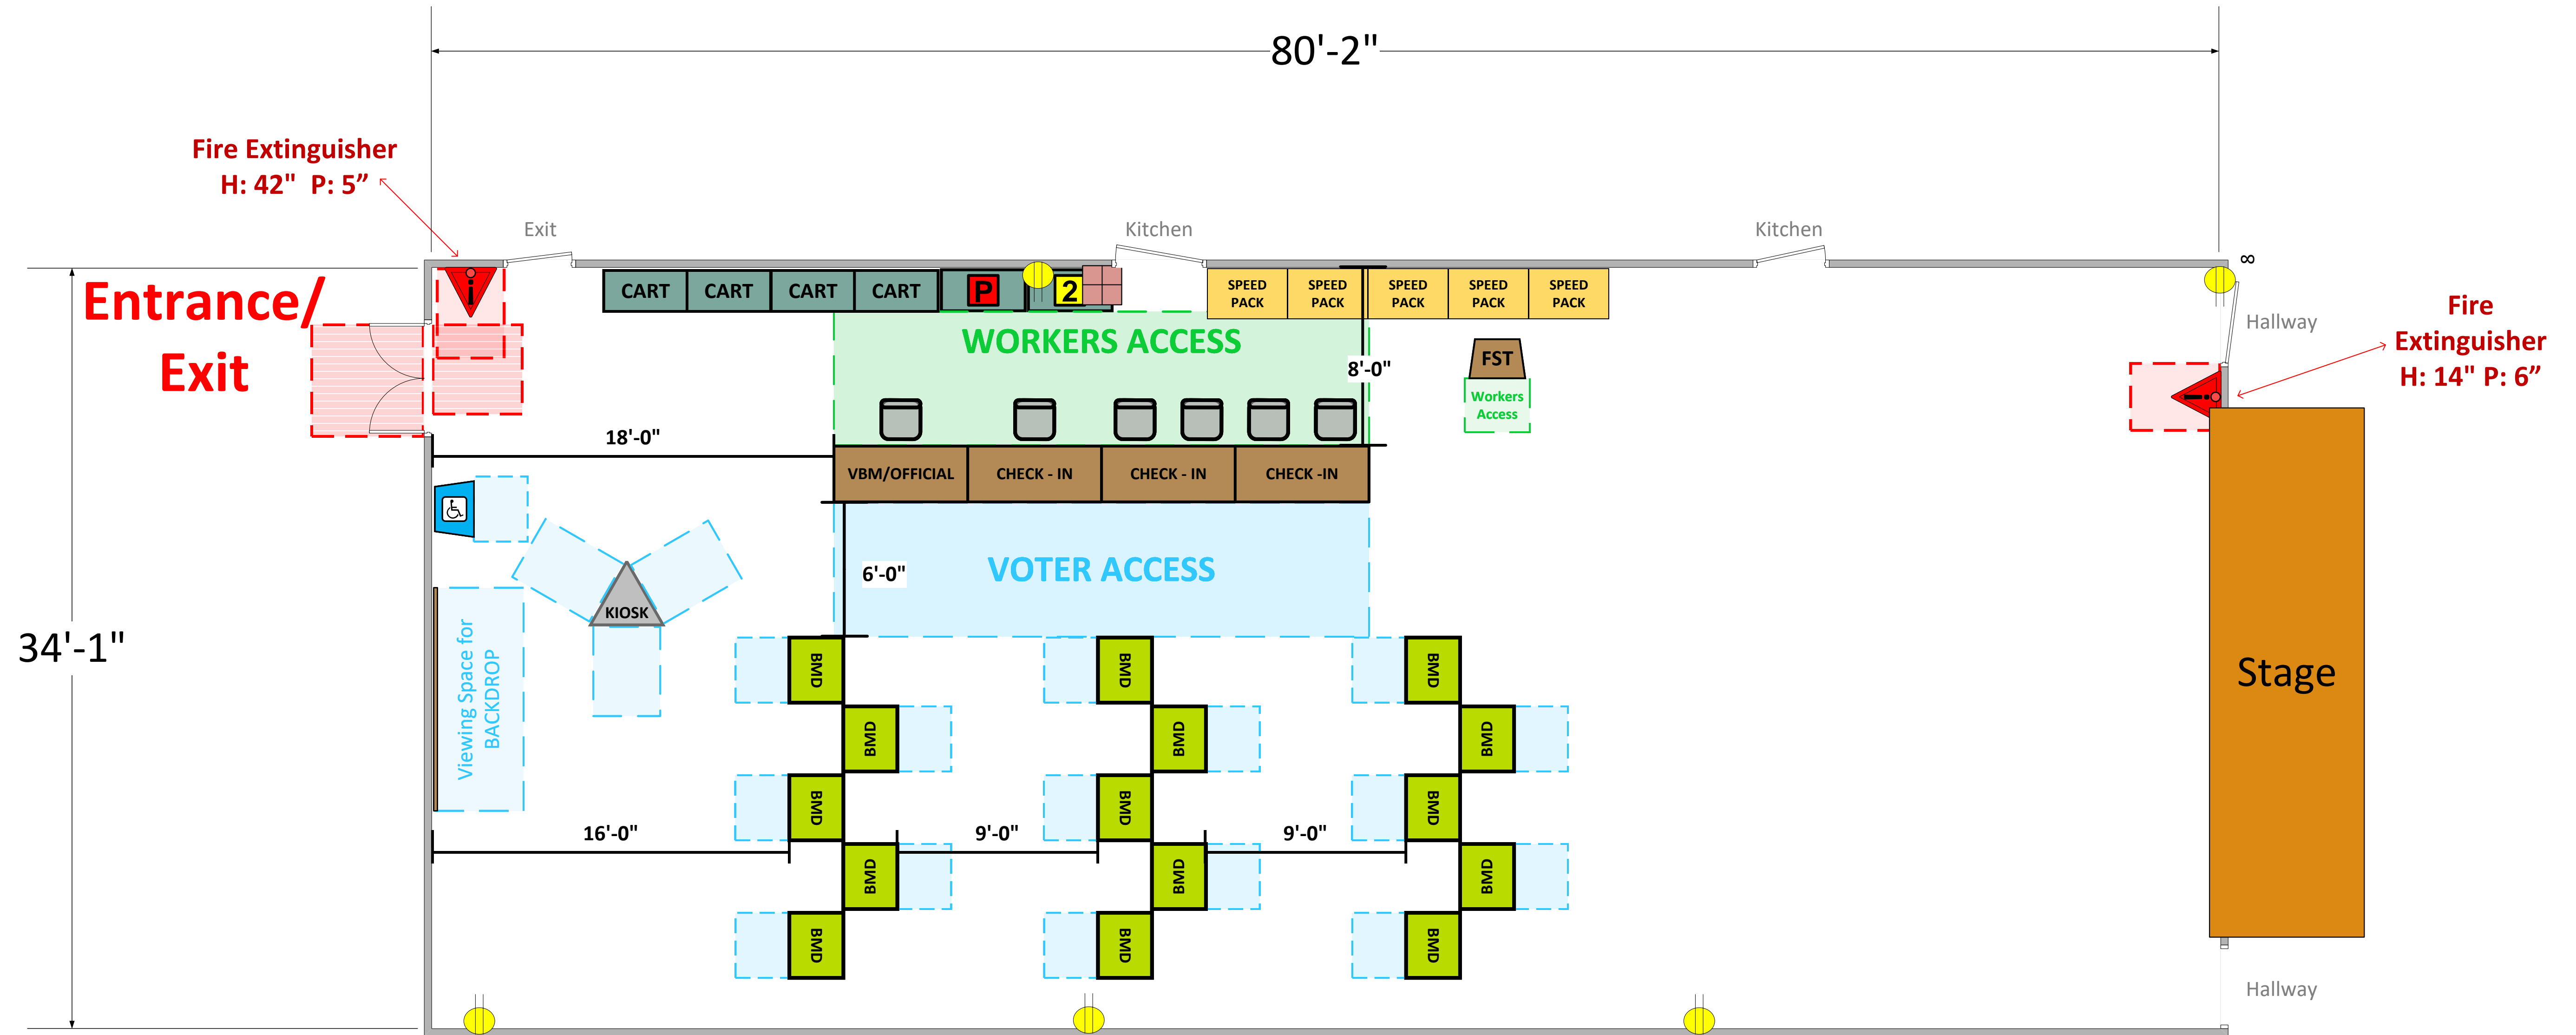 80'-2"
Fire Extinguisher
H: 42"  P: 5”
Exit
Kitchen
Kitchen
∞
Entrance/
Exit
CART
CART
CART
CART
P
2
SPEED
PACK
SPEED
PACK
SPEED
PACK
SPEED
PACK
SPEED
PACK
Hallway
Fire
Extinguisher
H: 14" P: 6”
WORKERS ACCESS
8'-0"
FST
Workers
Access
18'-0"
VBM/OFFICIAL
CHECK - IN
CHECK - IN
CHECK -IN
VOTER ACCESS
6'-0"
KIOSK
34'-1"
Viewing Space for
BACKDROP
Stage
BMD
BMD
BMD
BMD
BMD
BMD
BMD
BMD
BMD
16'-0"
9'-0"
9'-0"
BMD
BMD
BMD
BMD
BMD
BMD
Hallway